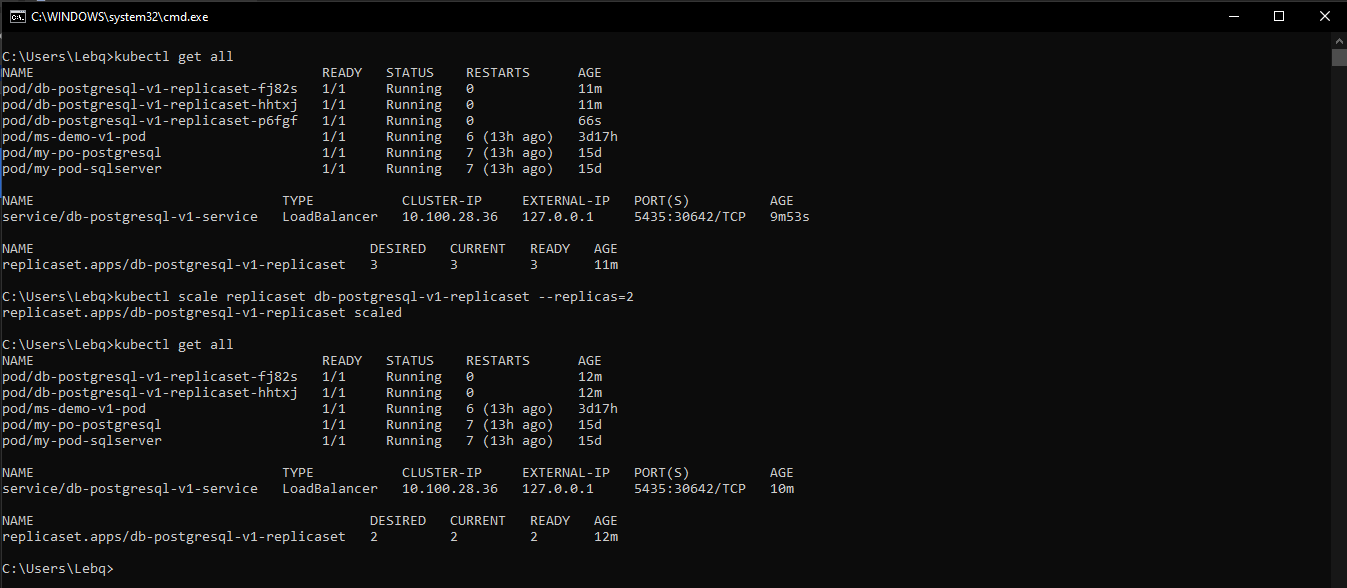 C:\WINDOWS\system32\cmd.exe
C:\Users\Lebq>kubectl get all
NAME READY STATUS RESTARTS AGE
pod/db-postgresql-v1-replicaset-fj82s 1/1 Running 0 11m
pod/db-postgresql-v1-replicaset-hhtxj 1/1 Running 0 11m
pod/db-postgresql-v1-replicaset-p6fgf 1/1 Running 0 66s
pod/ms-demo-v1-pod 1/1 Running 6 (13h ago) 3d17h
pod/my-po-postgresql 1/1 Running 7 (13h ago) 15d
pod/my-pod-sqlserver 1/1 Running 7 (13h ago) 15d
NAME TYPE CLUSTER-IP EXTERNAL-IP PORT(S) AGE
service/db-postgresql-v1-service LoadBalancer 10.100.28.36 127.0.0.1 5435:30642/TCP 9m53s
NAME DESIRED CURRENT READY AGE
replicaset.apps/db-postgresql-v1-replicaset 3 3 3 11m
C:\Users\Lebq>kubectl scale replicaset db-postgresql-v1-replicaset --replicas=2
replicaset.apps/db-postgresql-v1-replicaset scaled
C:\Users\Lebq>kubectl get all
NAME READY STATUS RESTARTS AGE
pod/db-postgresql-v1-replicaset-fj82s 1/1 Running 0 12m
pod/db-postgresql-v1-replicaset-hhtxj 1/1 Running 0 12m
pod/ms-demo-v1-pod 1/1 Running 6 (13h ago) 3d17h
pod/my-po-postgresql 1/1 Running 7 (13h ago) 15d
pod/my-pod-sqlserver 1/1 Running 7 (13h ago) 15d
NAME TYPE CLUSTER-IP EXTERNAL-IP PORT(S) AGE
service/db-postgresql-v1-service LoadBalancer 10.100.28.36 127.0.0.1 5435:30642/TCP 10m
NAME DESIRED CURRENT READY AGE
replicaset.apps/db-postgresql-v1-replicaset 2 2 2 12m
C:\Users\Lebq>